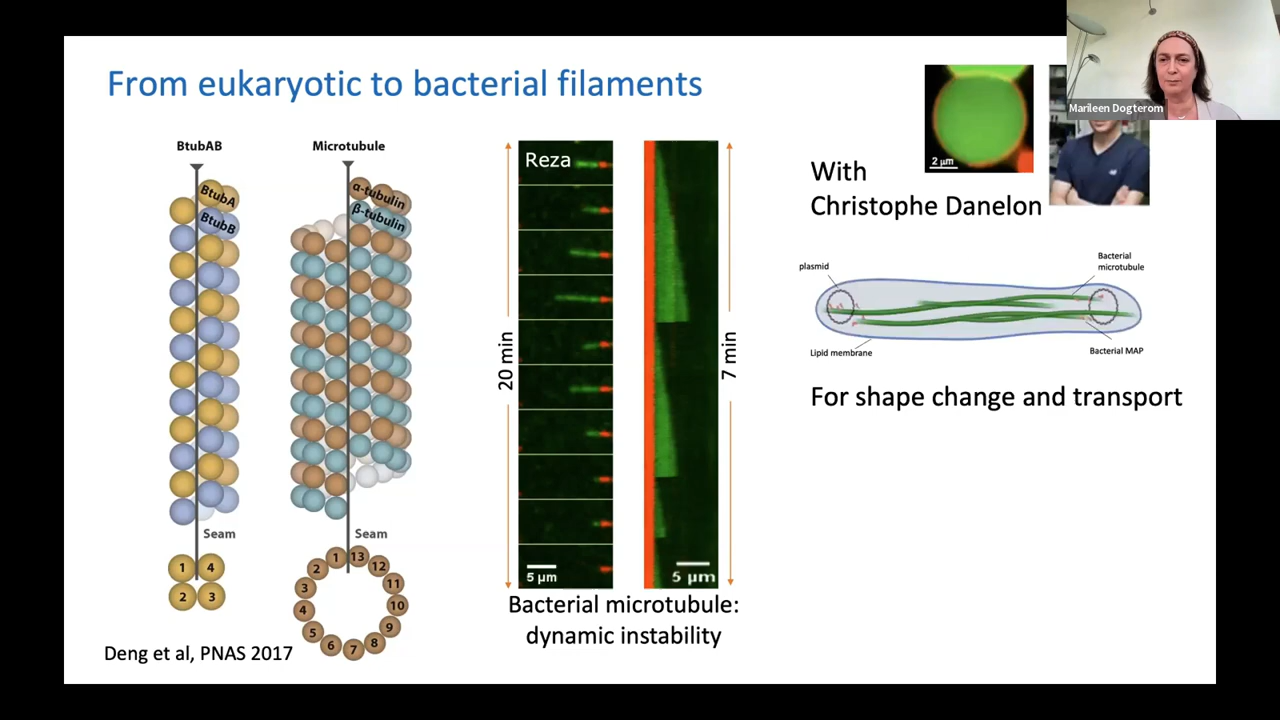 From eukaryotic to bacterial filaments
Marileen Dogterom
BtubAB
Microtubule
BtubA
BtubB
α-tubulin
β-tubulin
Seam
Seam
1
4
2
3
1
13
2
12
3
11
4
10
5
9
6
8
7
Deng et al, PNAS 2017
20 min
Reza
5 μm
7 min
5 μm
Bacterial microtubule:
dynamic instability
2 μm
With
Christophe Danelon
plasmid
Bacterial
microtubule
Lipid membrane
Bacterial MAP
For shape change and transport